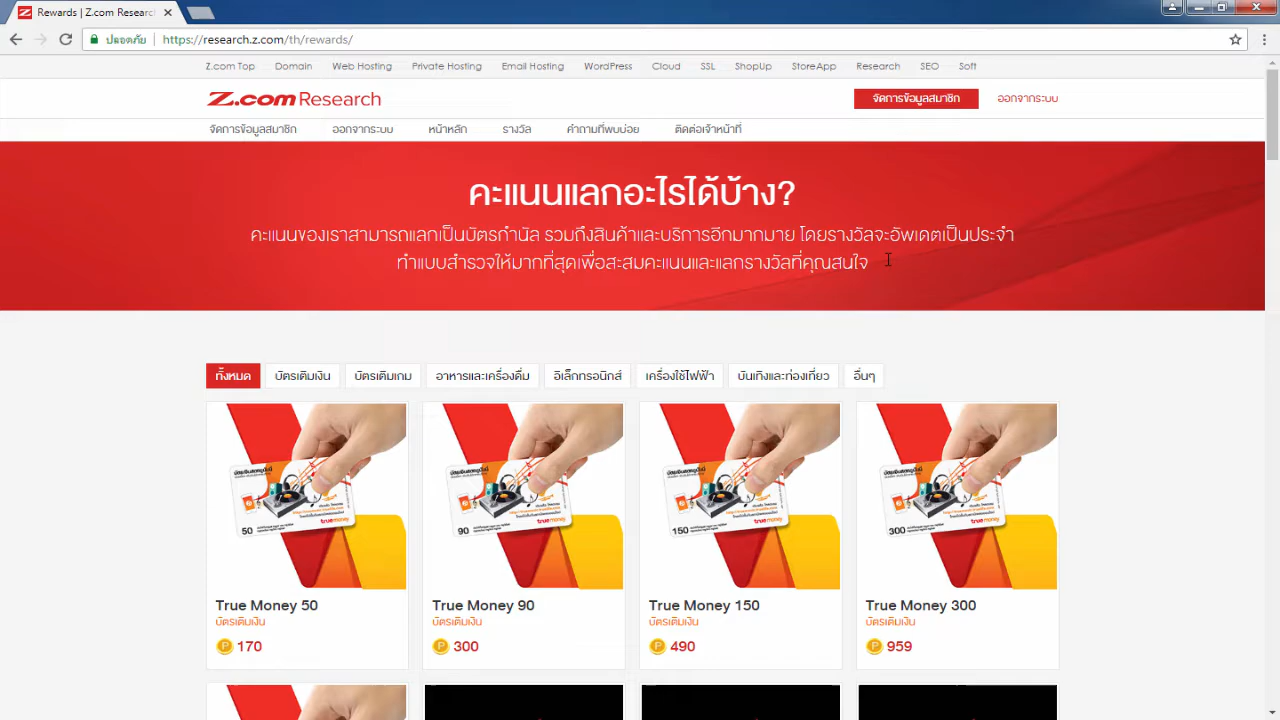 Rewards | Z.com Researc
ปลอดภัย
https://research.z.com/th/rewards/
Z.com Top Domain Web Hosting Private Hosting Email Hosting WordPress Cloud SSL ShopUp StoreApp Research SEO Soft
Z.com Research
จัดการข้อมูลสมาชิก ออกจากระบบ
จัดการข้อมูลสมาชิก ออกจากระบบ หน้าหลัก รางวัล คำถามที่พบบ่อย ติดต่อเจ้าหน้าที่
คะแนนแลกอะไรได้บ้าง?
คะแนนของเราสามารถแลกเป็นบัตรกำนัล รวมถึงสินค้าและบริการอีกมากมาย โดยรางวัลจะอัพเดตเป็นประจำ
ทำแบบสำรวจให้มากที่สุดเพื่อสะสมคะแนนและแลกรางวัลที่คุณสนใจ
ทั้งหมด บัตรเติมเงิน บัตรเติมเกม อาหารและเครื่องดื่ม อิเล็กทรอนิกส์ เครื่องใช้ไฟฟ้า บันเทิงและท่องเที่ยว อื่นๆ
50 truemoney
90 truemoney
150 truemoney
300 truemoney
True Money 50 True Money 90 True Money 150 True Money 300
บัตรเติมเงิน บัตรเติมเงิน บัตรเติมเงิน บัตรเติมเงิน
P 170 P 300 P 490 P 959